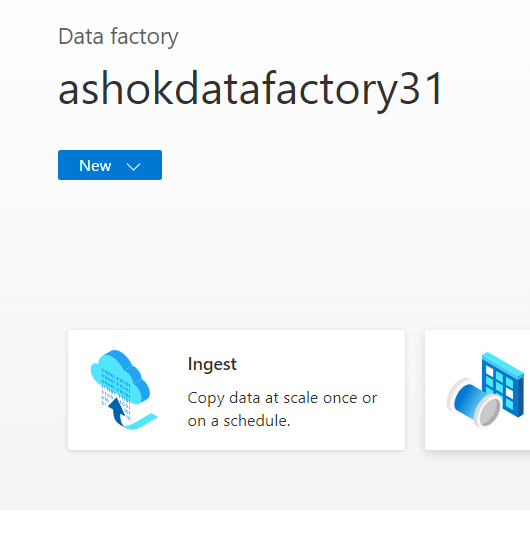 Data factory
ashokdatafactory31
New
Ingest
Copy data at scale once or
on a schedule.